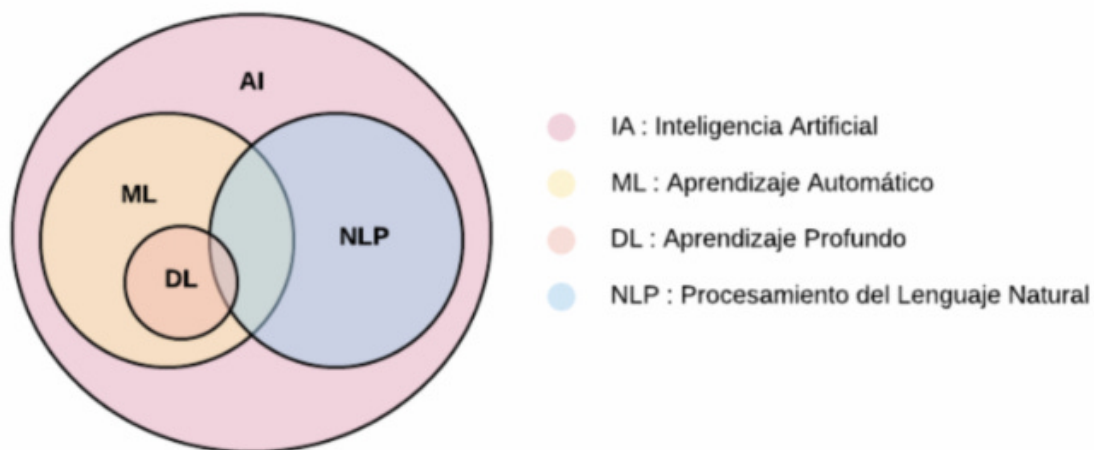 AI
ML
NLP
DL
IA : Inteligencia Artificial
ML : Aprendizaje Automático
DL : Aprendizaje Profundo
NLP : Procesamiento del Lenguaje Natural